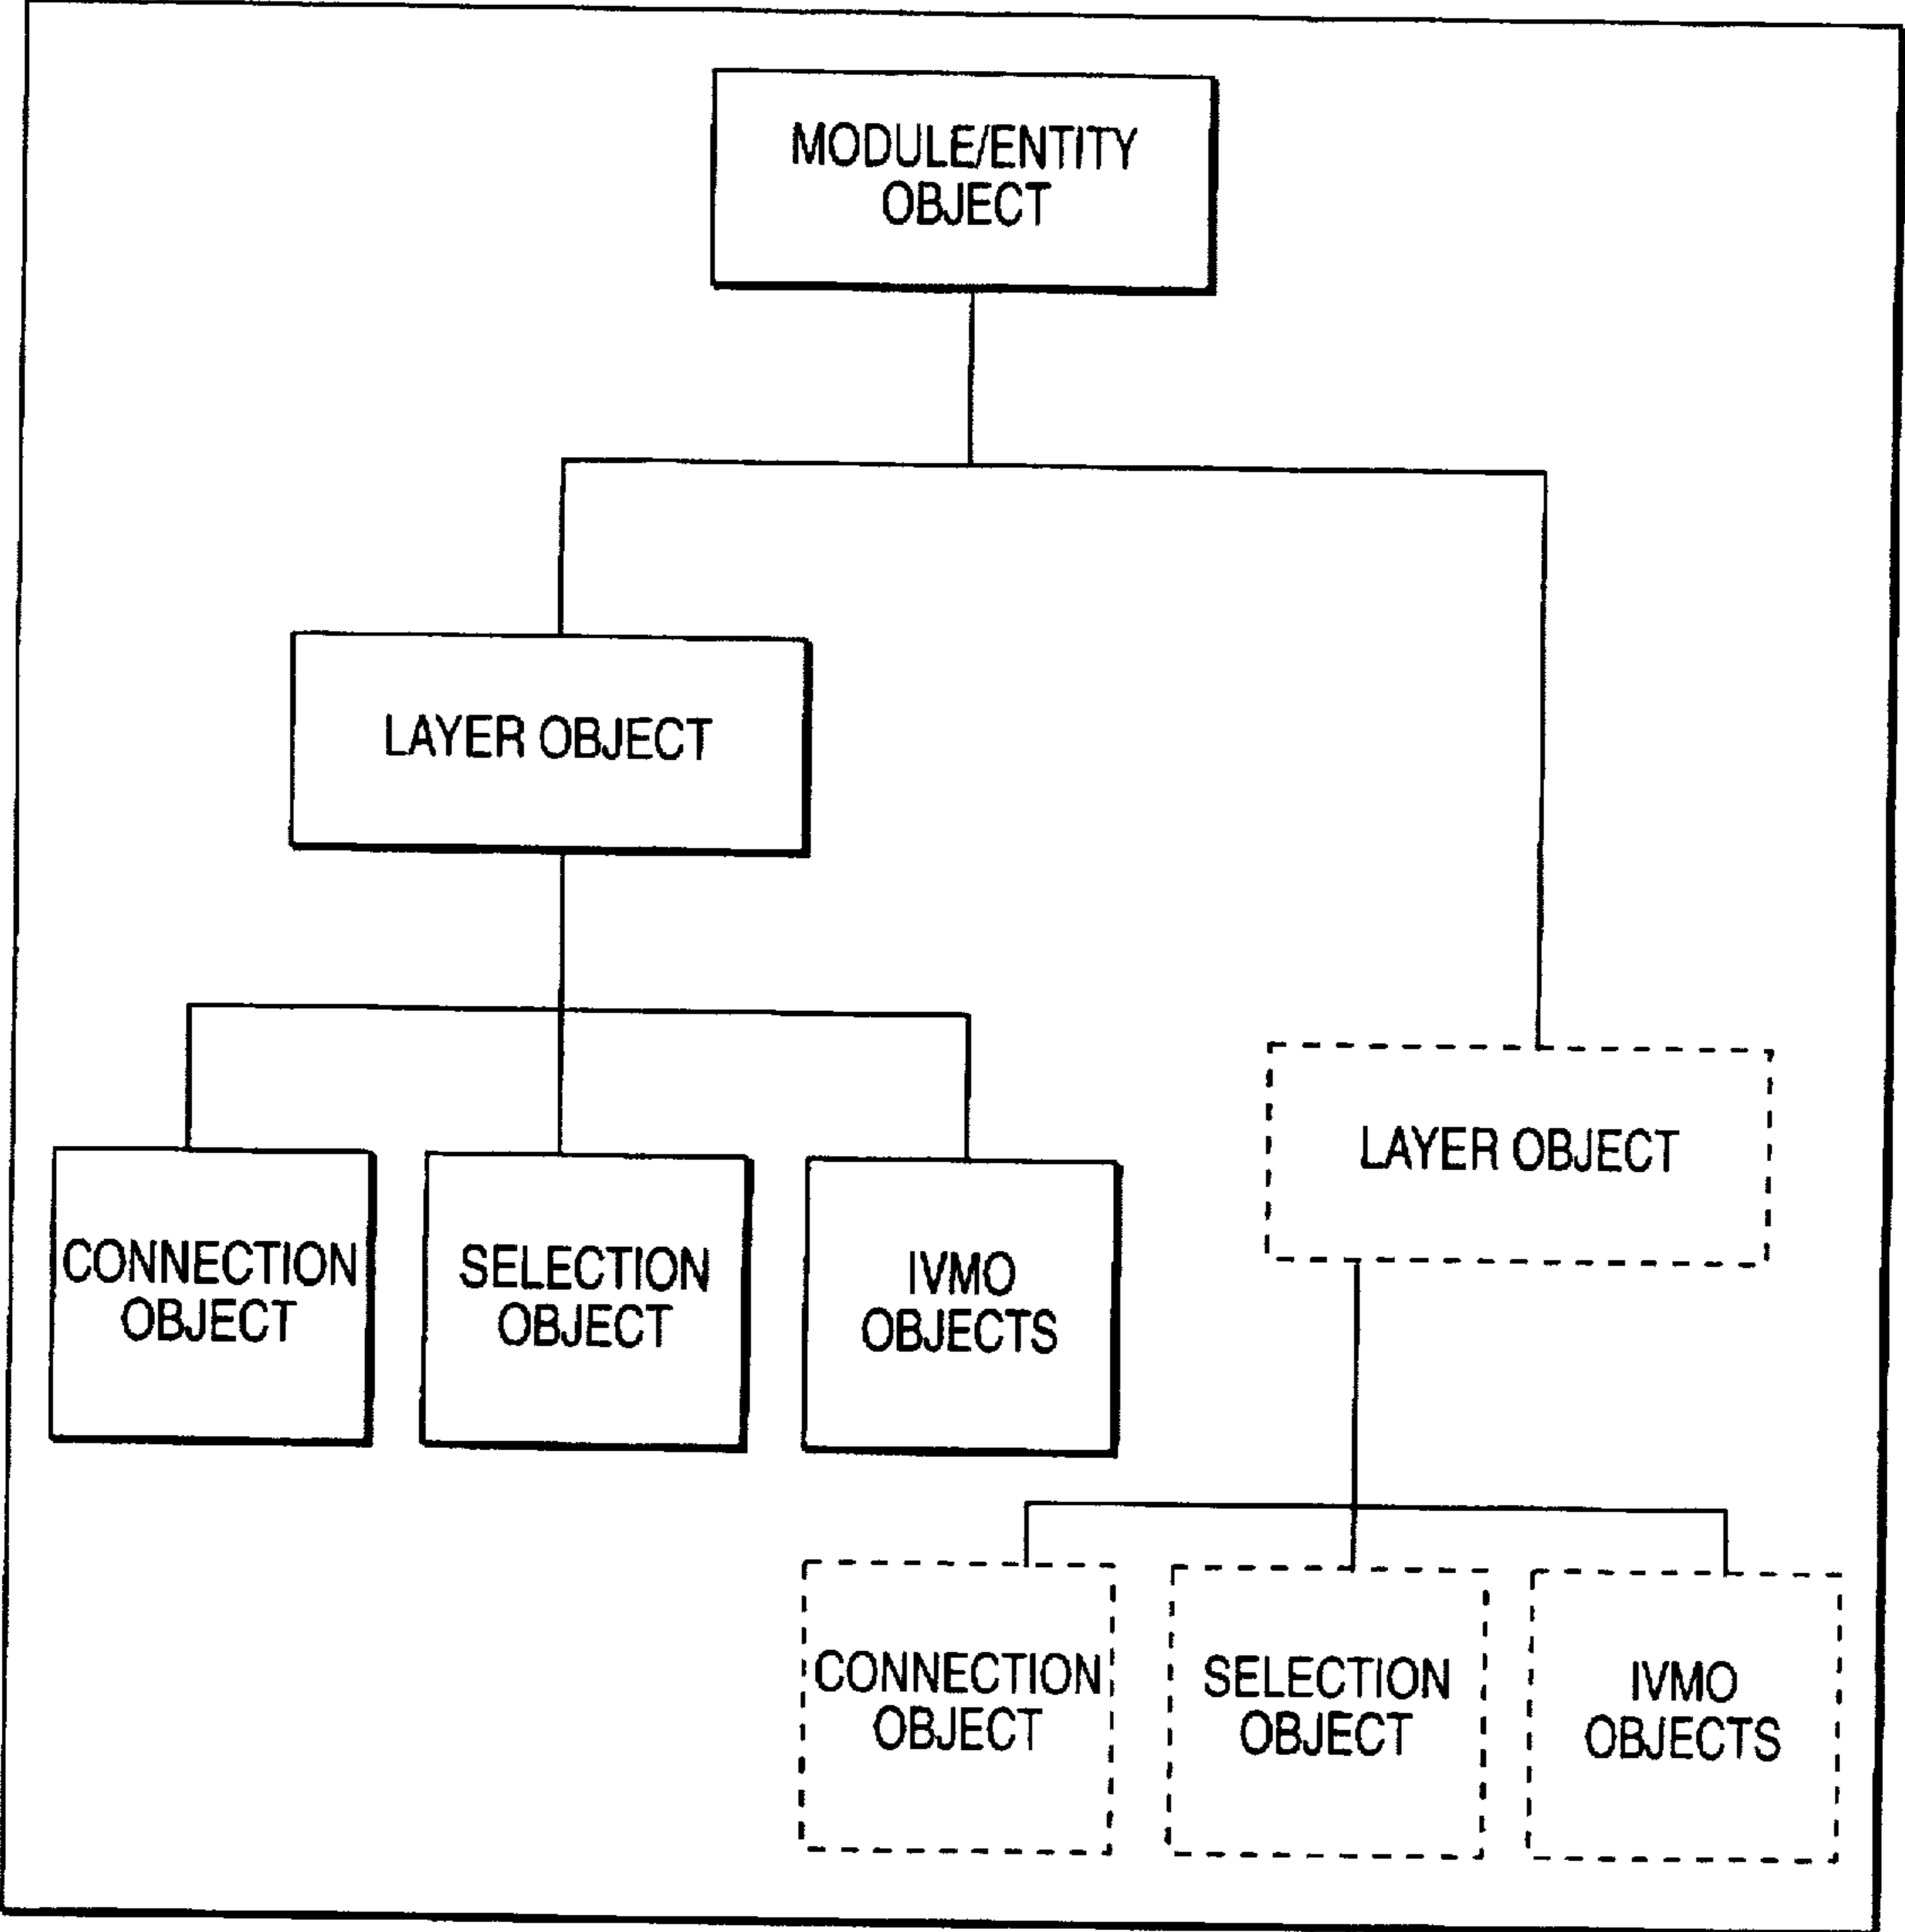 MODULE/ENTITY
OBJECT
LAYER OBJECT
LAYER OBJECT
CONNECTION
OBJECT
SELECTION
OBJECT
IVMO
OBJECTS
CONNECTION
OBJECT
SELECTION
OBJECT
IVMO
OBJECTS